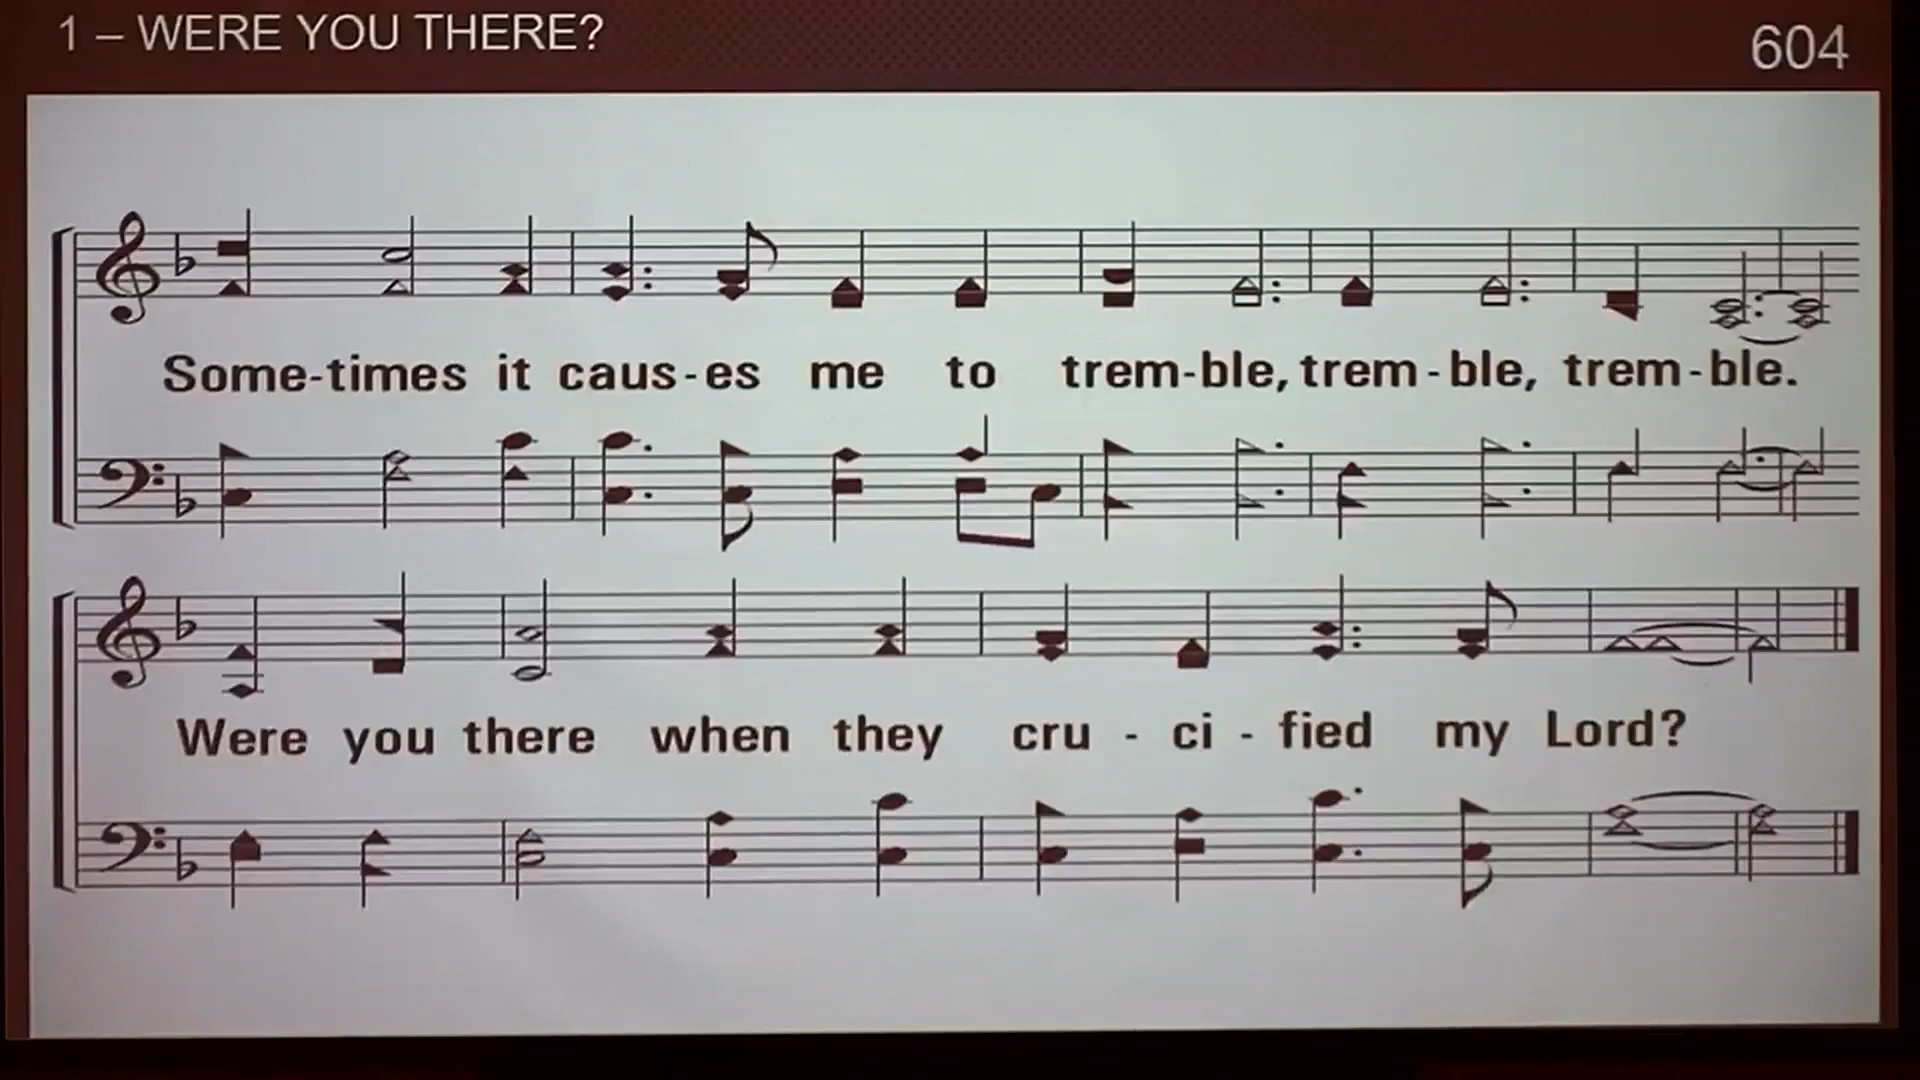 1 – WERE YOU THERE?
604
Some-times it caus-es me to trem-ble, trem-ble, trem-ble.
Were you there when they cru-ci-fied my Lord?